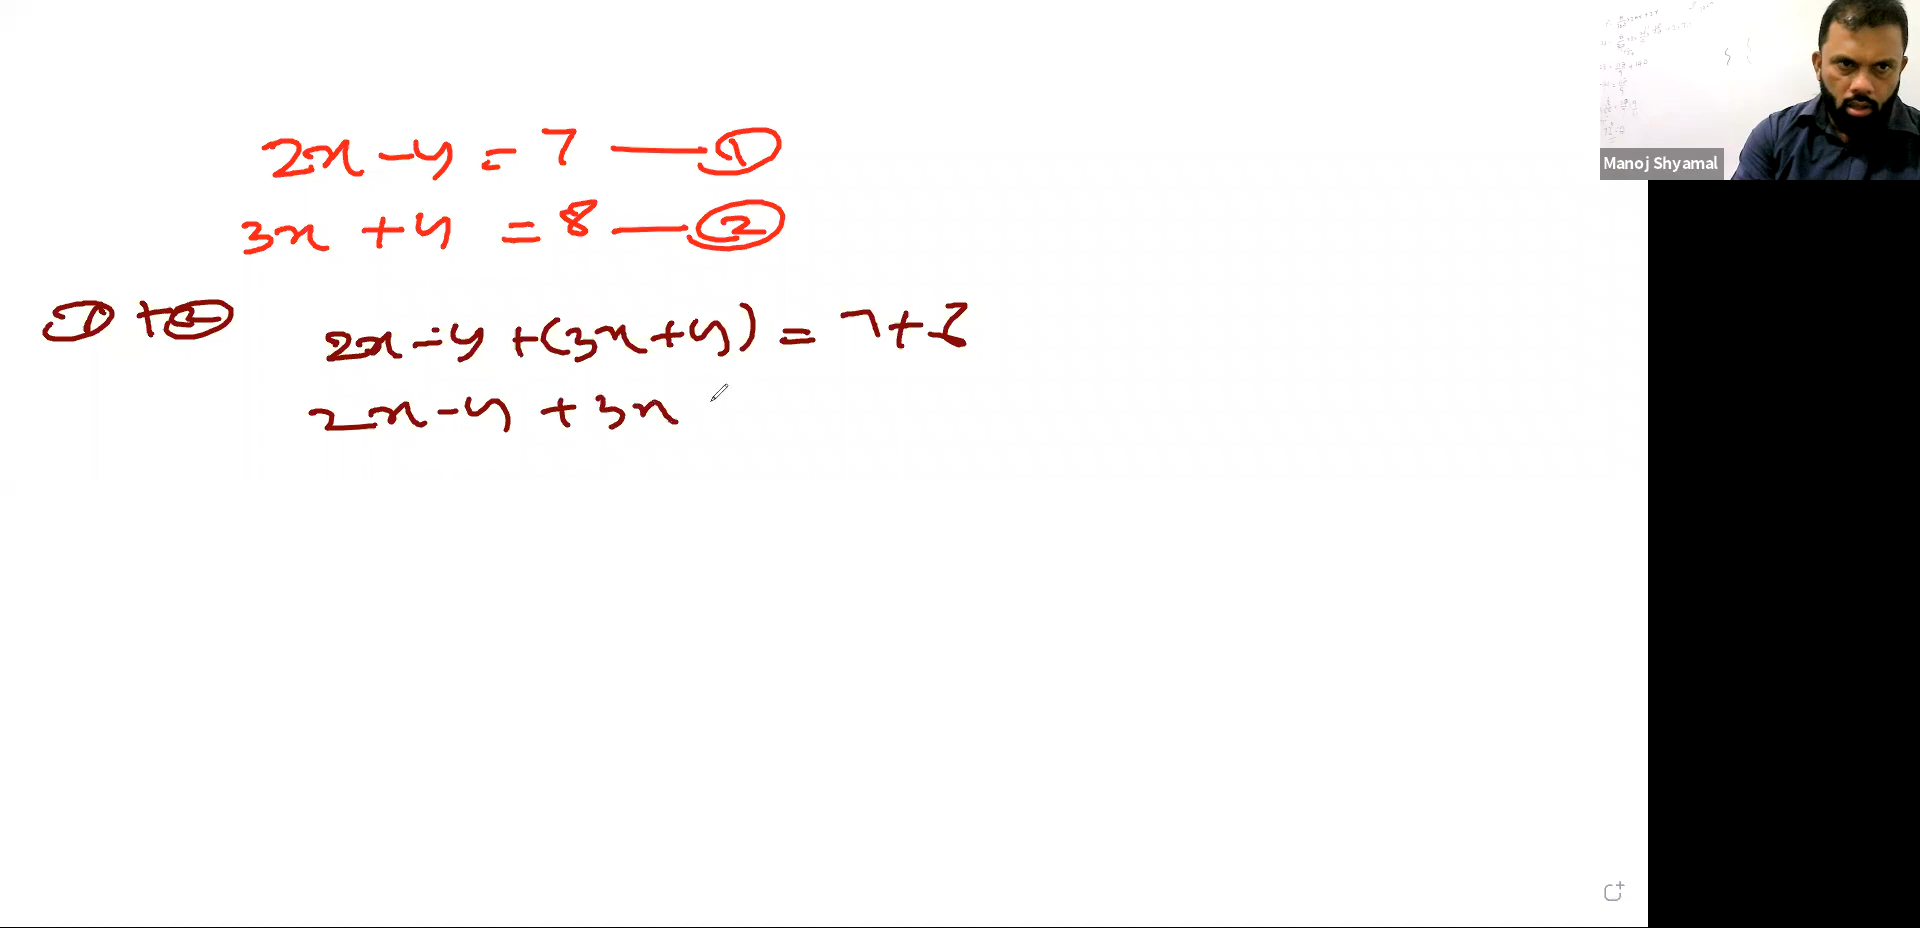 2x - y = 7 — ①
3x + y = 8 — ②
① + ② 2x - y + (3x + y) = 7 + 8
2x - y + 3x
Manoj Shyamal